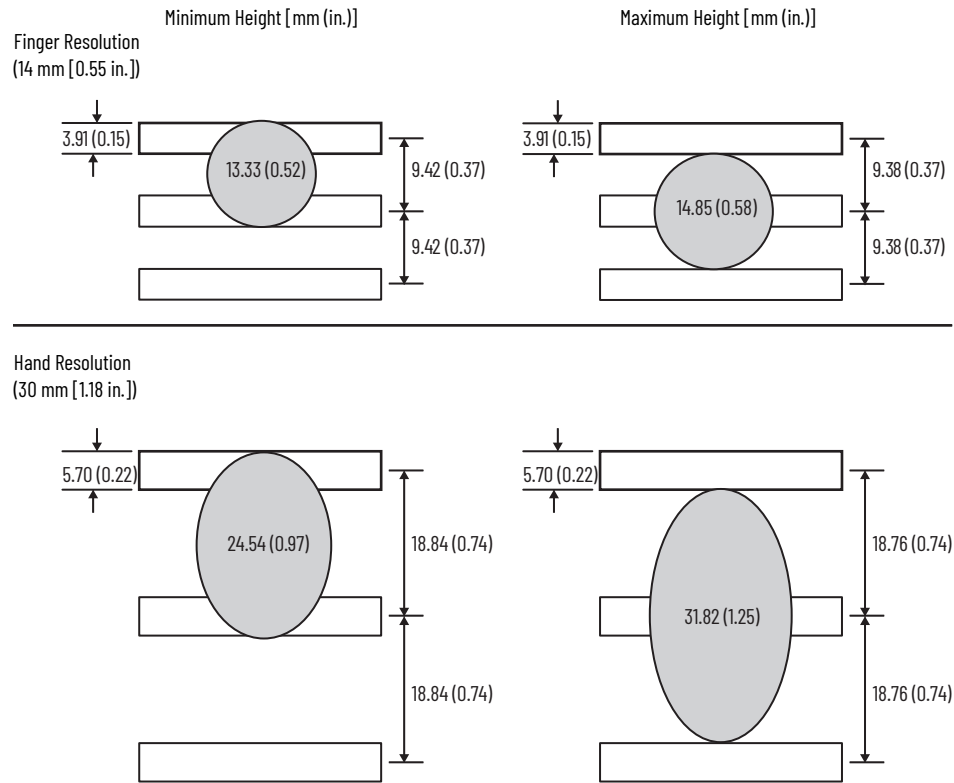 Minimum Height [mm (in.)]
Maximum Height [mm (in.)]
Finger Resolution
(14 mm [0.55 in.])
3.91 (0.15)
13.33 (0.52)
9.42 (0.37)
9.42 (0.37)
3.91 (0.15)
14.85 (0.58)
9.38 (0.37)
9.38 (0.37)
Hand Resolution
(30 mm [1.18 in.])
5.70 (0.22)
24.54 (0.97)
18.84 (0.74)
18.84 (0.74)
5.70 (0.22)
31.82 (1.25)
18.76 (0.74)
18.76 (0.74)